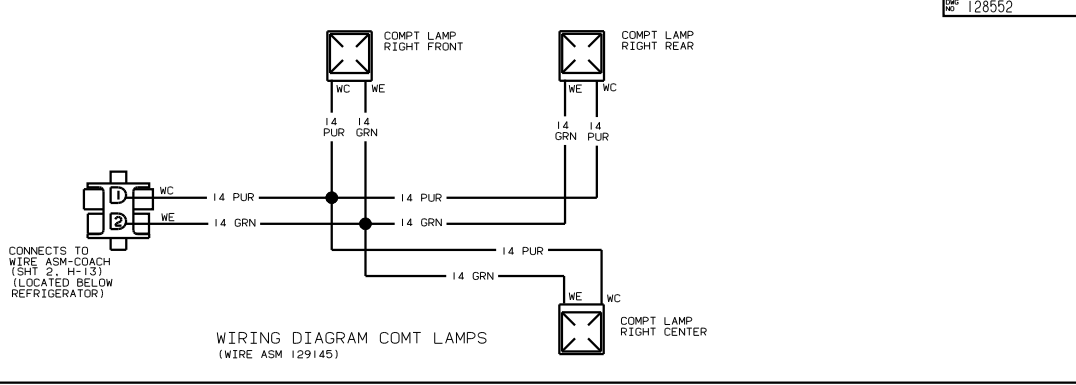 DWG
NO 128552
COMPT LAMP
RIGHT FRONT
COMPT LAMP
RIGHT REAR
WC WE
WE WC
14
PUR
14
GRN
14
GRN
14
PUR
1
WC
14 PUR
14 PUR
2
WE
14 GRN
14 GRN
CONNECTS TO
WIRE ASM-COACH
(SHT 2, H-13)
(LOCATED BELOW
REFRIGERATOR)
14 PUR
14 GRN
WE WC
COMPT LAMP
RIGHT CENTER
WIRING DIAGRAM COMT LAMPS
(WIRE ASM 129145)